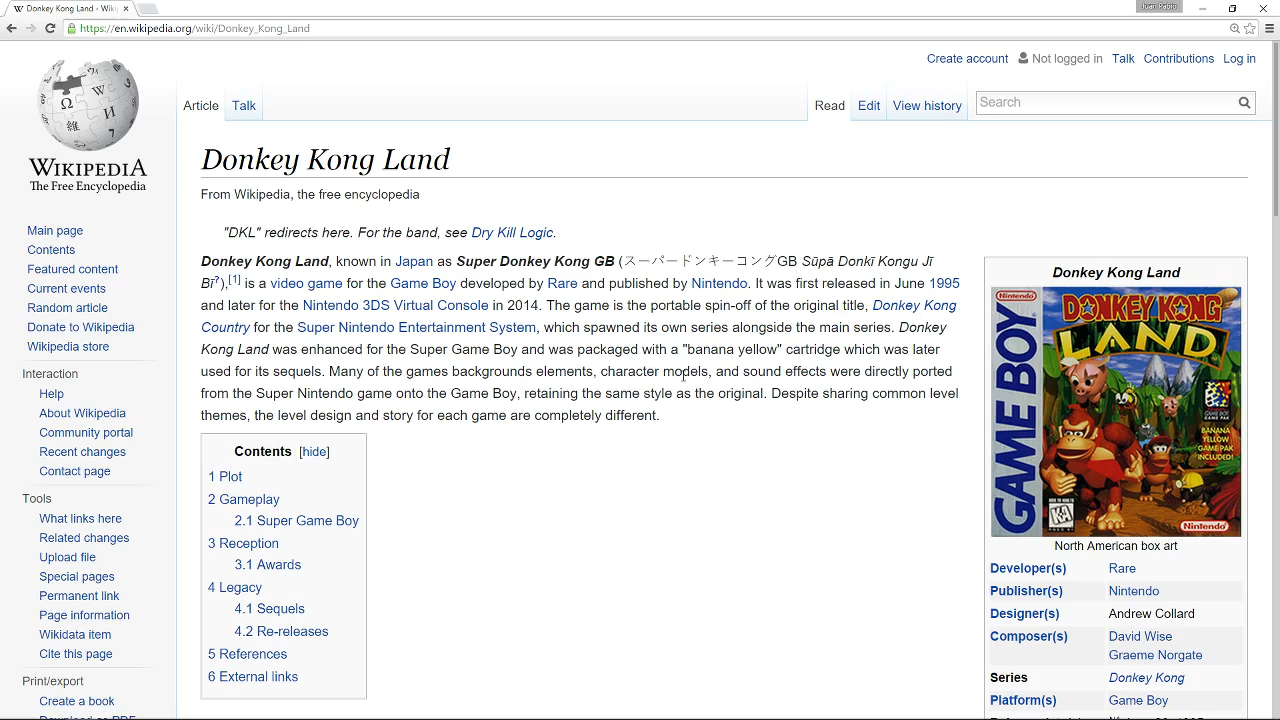 Donkey Kong Land - Wiki
Juan Pablo
https://en.wikipedia.org/wiki/Donkey_Kong_Land
Create account
Not logged in
Talk
Contributions
Log in
Article
Talk
Read
Edit
View history
Search
WIKIPEDIA
The Free Encyclopedia
Main page
Contents
Featured content
Current events
Random article
Donate to Wikipedia
Wikipedia store
Interaction
Help
About Wikipedia
Community portal
Recent changes
Contact page
Tools
What links here
Related changes
Upload file
Special pages
Permanent link
Page information
Wikidata item
Cite this page
Print/export
Create a book
Download as PDF
Donkey Kong Land
From Wikipedia, the free encyclopedia
"DKL" redirects here. For the band, see Dry Kill Logic.
Donkey Kong Land, known in Japan as Super Donkey Kong GB (スーパードンキーコングGB Sūpā Donkī Kongu Jī
Bī?),[1] is a video game for the Game Boy developed by Rare and published by Nintendo. It was first released in June 1995
and later for the Nintendo 3DS Virtual Console in 2014. The game is the portable spin-off of the original title, Donkey Kong
Country for the Super Nintendo Entertainment System, which spawned its own series alongside the main series. Donkey
Kong Land was enhanced for the Super Game Boy and was packaged with a "banana yellow" cartridge which was later
used for its sequels. Many of the games backgrounds elements, character models, and sound effects were directly ported
from the Super Nintendo game onto the Game Boy, retaining the same style as the original. Despite sharing common level
themes, the level design and story for each game are completely different.
Contents [hide]
1 Plot
2 Gameplay
2.1 Super Game Boy
3 Reception
3.1 Awards
4 Legacy
4.1 Sequels
4.2 Re-releases
5 References
6 External links
Donkey Kong Land
Nintendo
GAME BOY
DONKEY KONG
LAND
GAME BOY
GAME PAK
BANANA
YELLOW
GAME PAK
INCLUDED!
KA
Nintendo
North American box art
Developer(s) Rare
Publisher(s) Nintendo
Designer(s) Andrew Collard
Composer(s) David Wise
Graeme Norgate
Series Donkey Kong
Platform(s) Game Boy